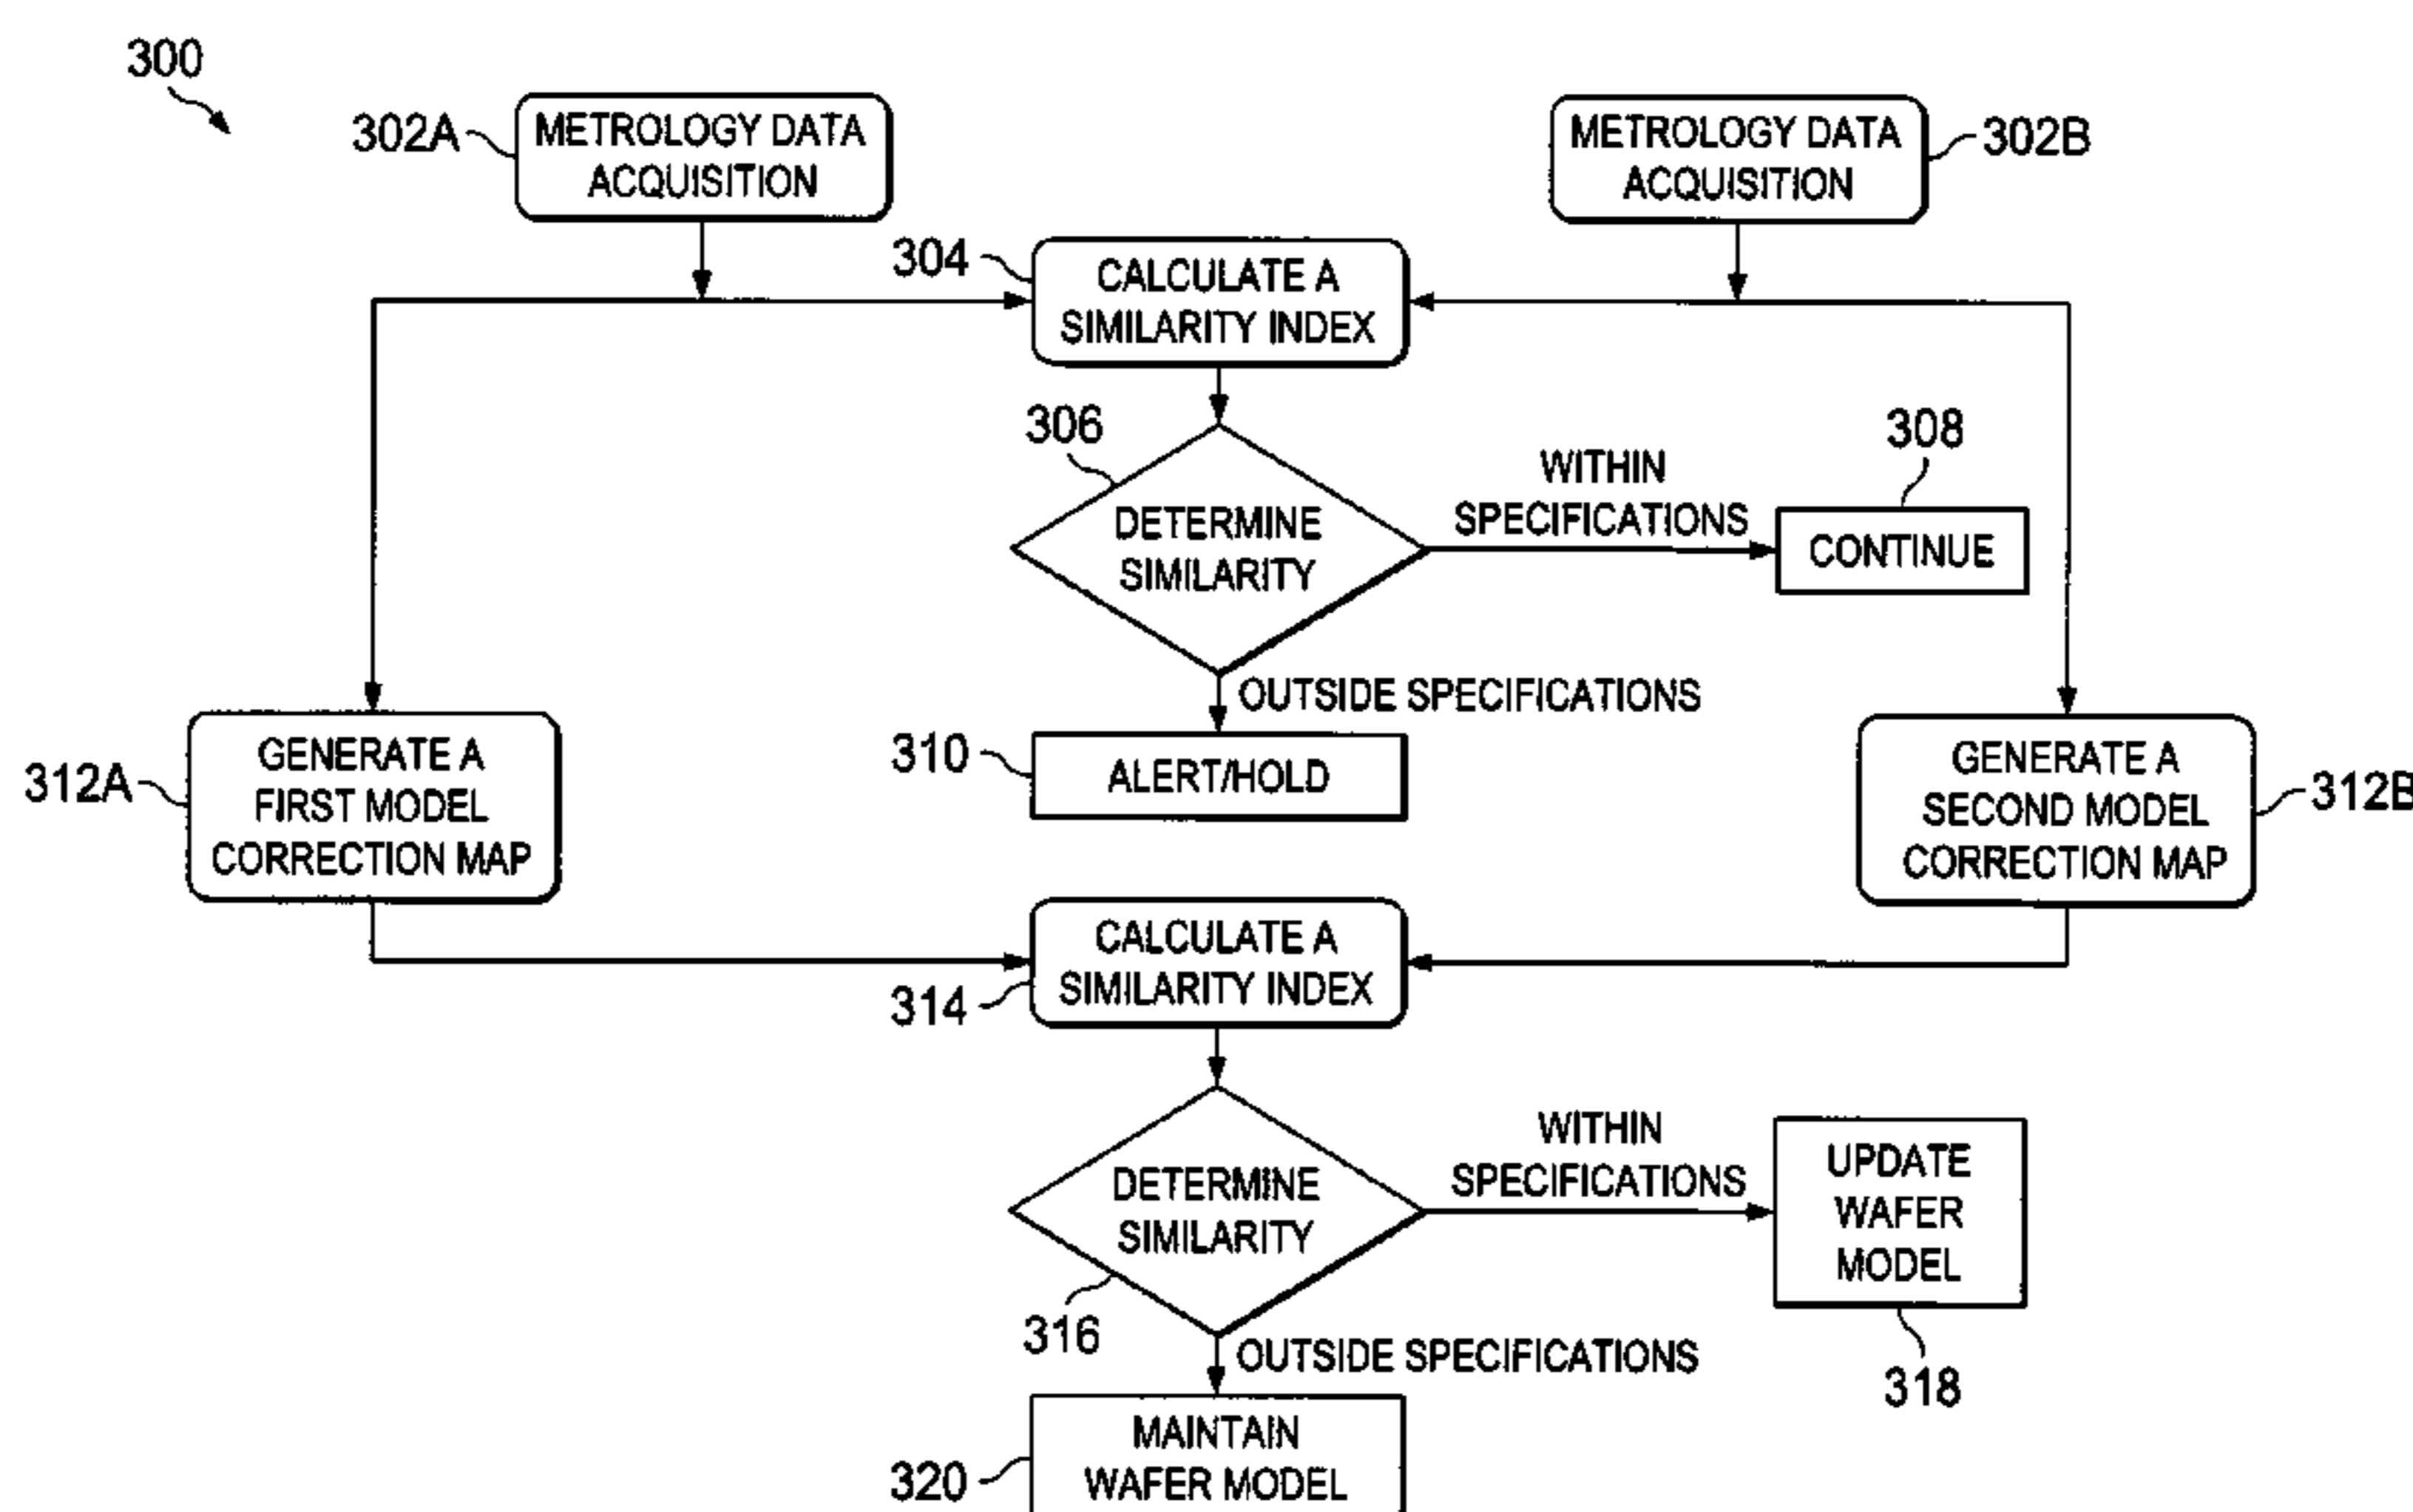 300
302A
METROLOGY DATA
ACQUISITION
METROLOGY DATA
ACQUISITION
302B
304
CALCULATE A
SIMILARITY INDEX
306
DETERMINE
SIMILARITY
WITHIN
SPECIFICATIONS
308
CONTINUE
OUTSIDE SPECIFICATIONS
310
ALERT/HOLD
312A
GENERATE A
FIRST MODEL
CORRECTION MAP
GENERATE A
SECOND MODEL
CORRECTION MAP
312B
CALCULATE A
SIMILARITY INDEX
314
DETERMINE
SIMILARITY
316
WITHIN
SPECIFICATIONS
UPDATE
WAFER
MODEL
318
OUTSIDE SPECIFICATIONS
MAINTAIN
WAFER MODEL
320